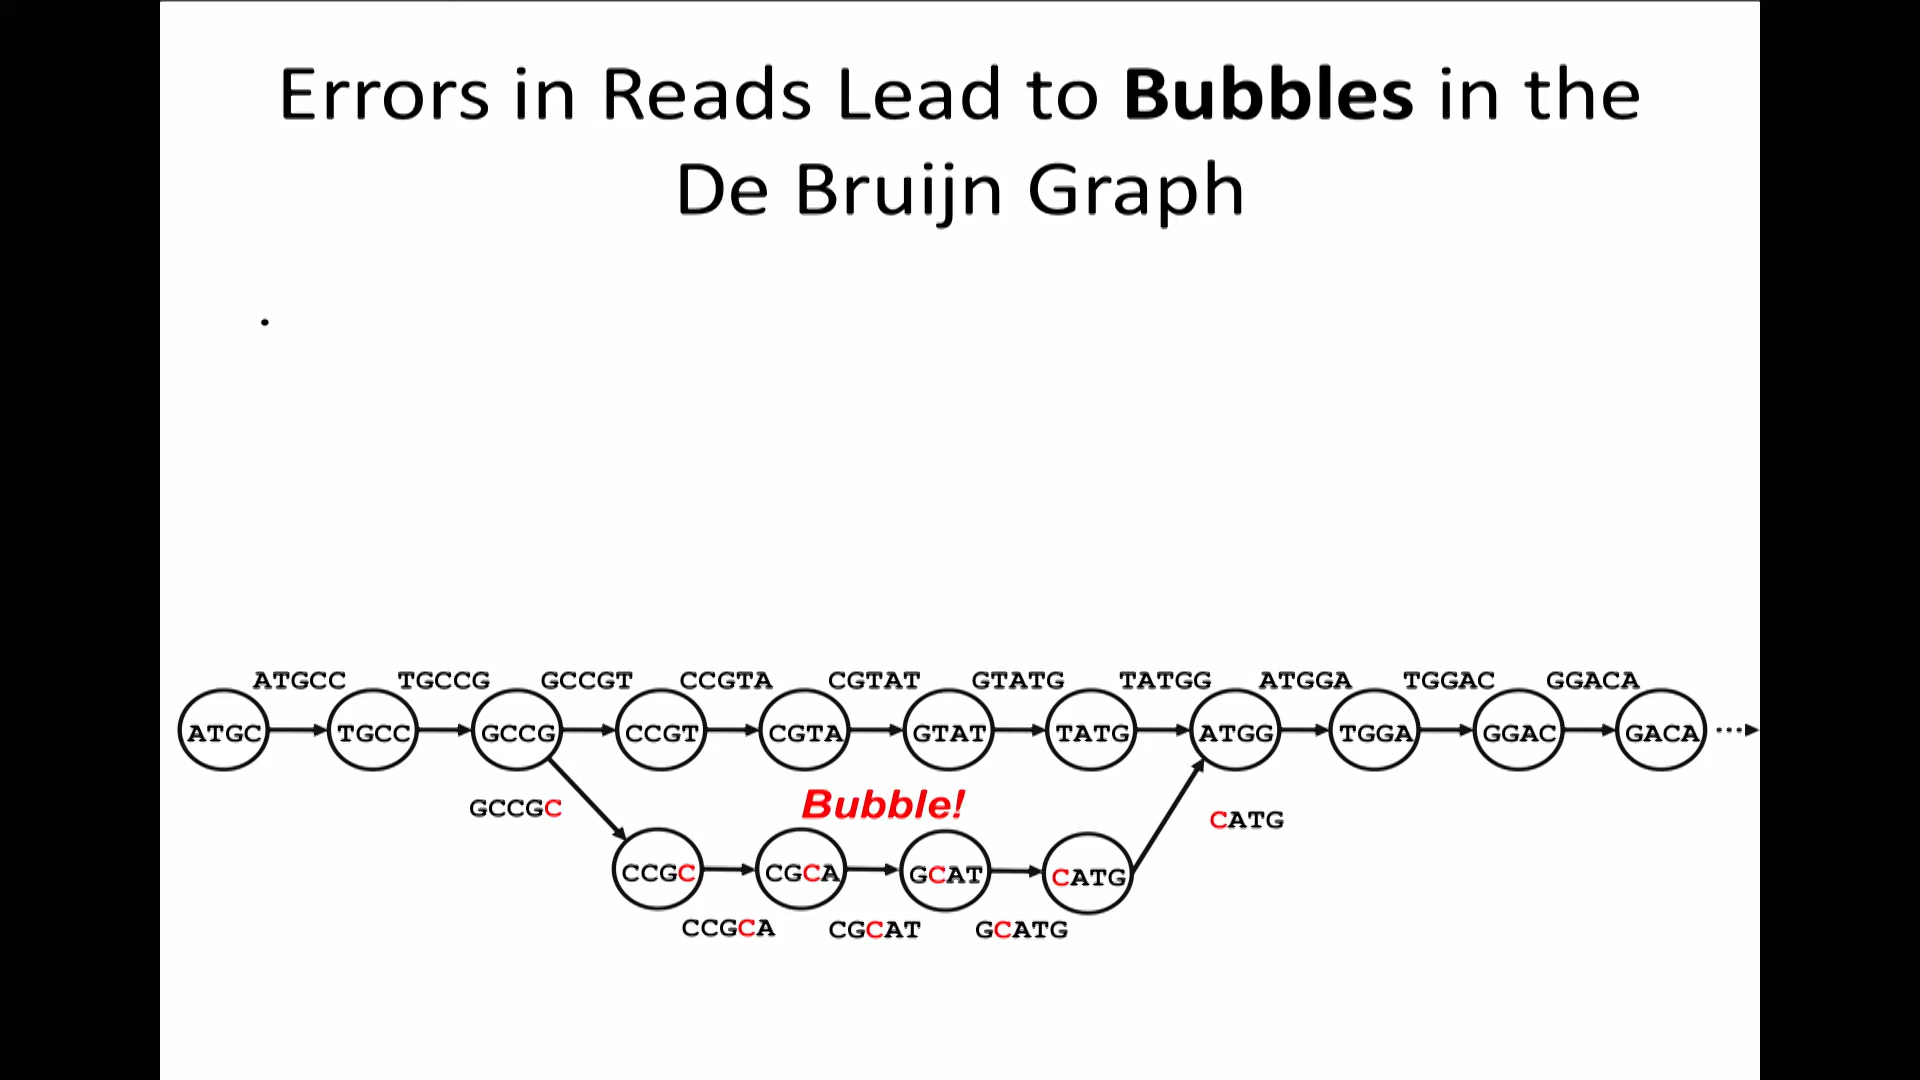 Errors in Reads Lead to Bubbles in the
De Bruijn Graph
ATGCC TGCCG GCCGT CCGTA CGTAT GTATG TATGG ATGGA TGGAC GGACA
ATGC TGCC GCCG CCGT CGTA GTAT TATG ATGG TGGA GGAC GACA
GCCGC Bubble! CATG
CCGC CGCA GCAT CATG
CCGCA CGCAT GCATG